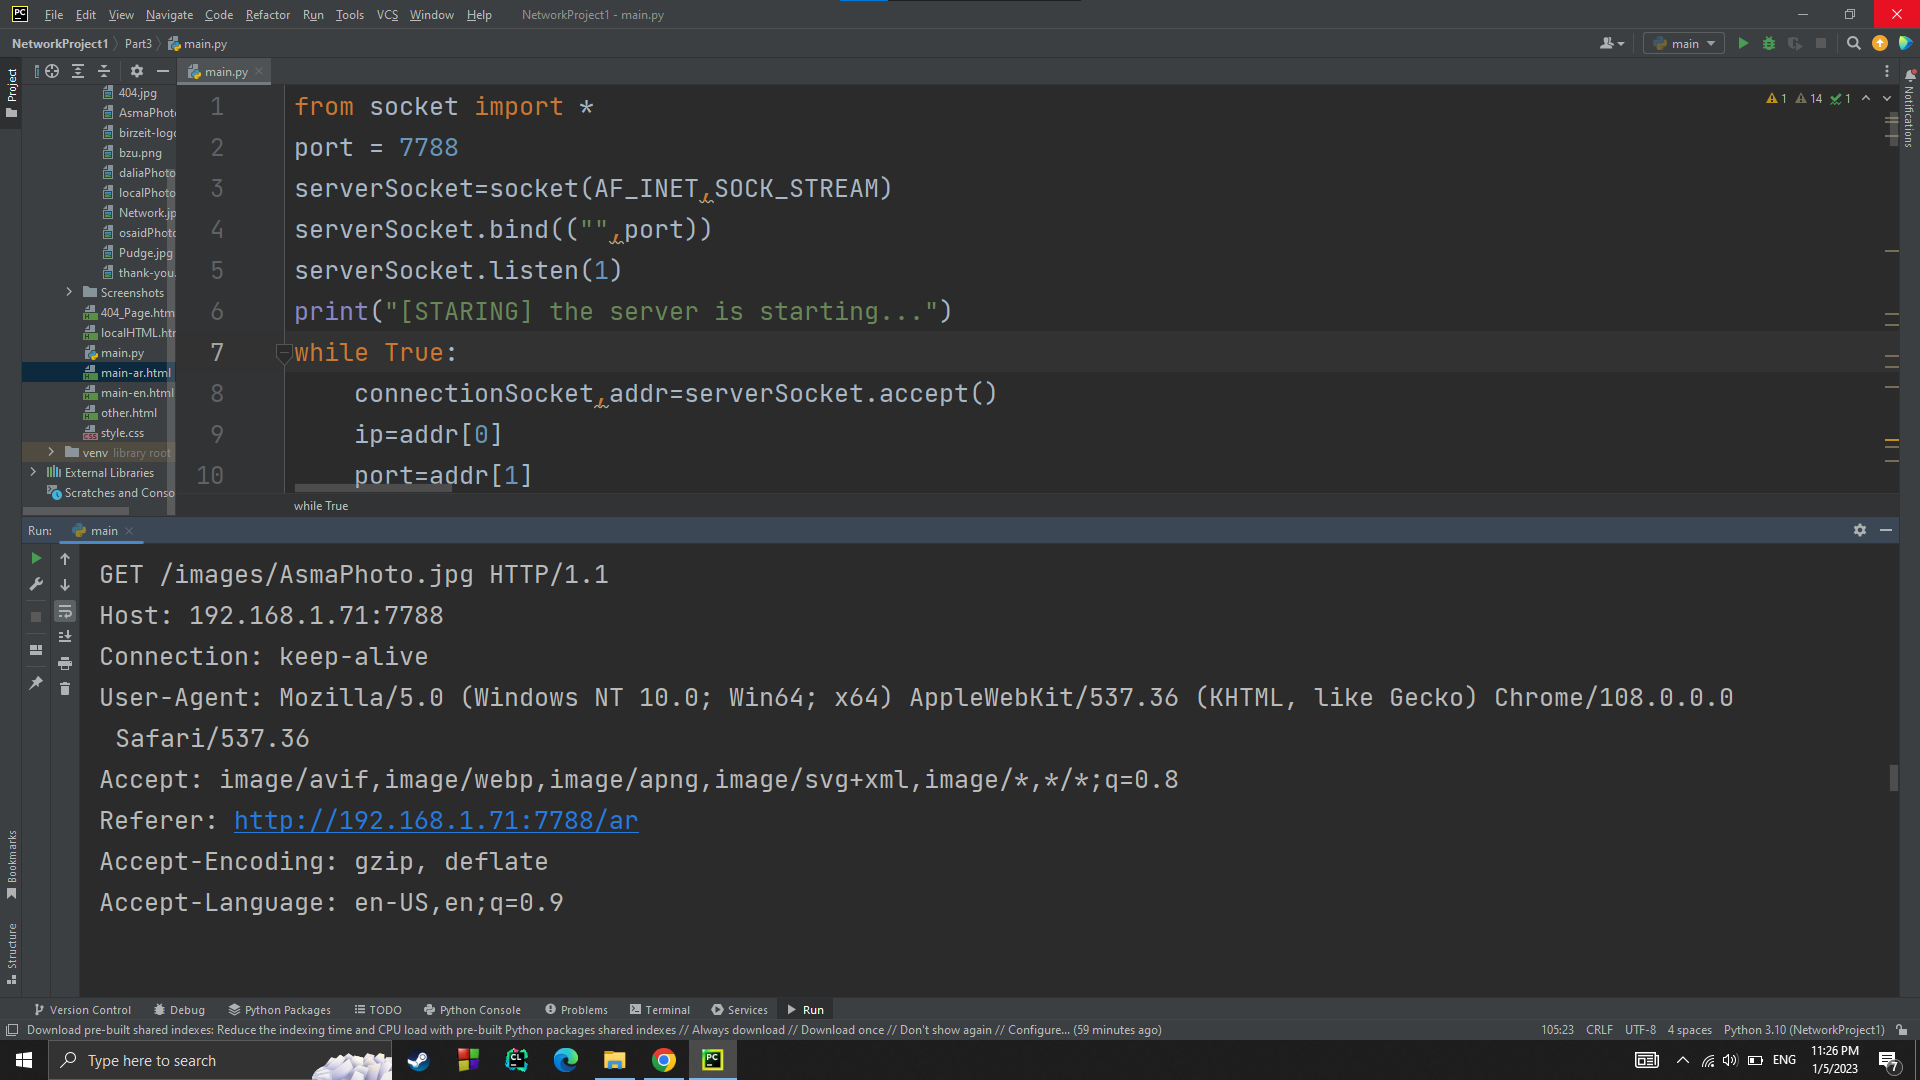 File Edit View Navigate Code Refactor Run Tools VCS Window Help NetworkProject1 - main.py
NetworkProject1 Part3 main.py
main
Project
main.py
404.jpg
AsmaPhoto
birzeit-logo
bzu.png
daliaPhoto
localPhoto
Network.jp
osaidPhoto
Pudge.jpg
thank-you.
Screenshots
404_Page.htm
localHTML.htm
main.py
main-ar.html
main-en.html
other.html
style.css
venv library root
External Libraries
Scratches and Conso
1 from socket import *
2 port = 7788
3 serverSocket=socket(AF_INET,SOCK_STREAM)
4 serverSocket.bind(("",port))
5 serverSocket.listen(1)
6 print("[STARING] the server is starting...")
7 while True:
8 connectionSocket,addr=serverSocket.accept()
9 ip=addr[0]
10 port=addr[1]
1 14 1
Notifications
while True
Run: main
GET /images/AsmaPhoto.jpg HTTP/1.1
Host: 192.168.1.71:7788
Connection: keep-alive
User-Agent: Mozilla/5.0 (Windows NT 10.0; Win64; x64) AppleWebKit/537.36 (KHTML, like Gecko) Chrome/108.0.0.0
Safari/537.36
Accept: image/avif,image/webp,image/apng,image/svg+xml,image/*,*/*;q=0.8
Referer: http://192.168.1.71:7788/ar
Accept-Encoding: gzip, deflate
Accept-Language: en-US,en;q=0.9
Bookmarks
Structure
Version Control Debug Python Packages TODO Python Console Problems Terminal Services Run
Download pre-built shared indexes: Reduce the indexing time and CPU load with pre-built Python packages shared indexes // Always download // Download once // Don't show again // Configure... (59 minutes ago)
105:23 CRLF UTF-8 4 spaces Python 3.10 (NetworkProject1)
Type here to search
ENG
11:26 PM
1/5/2023
7